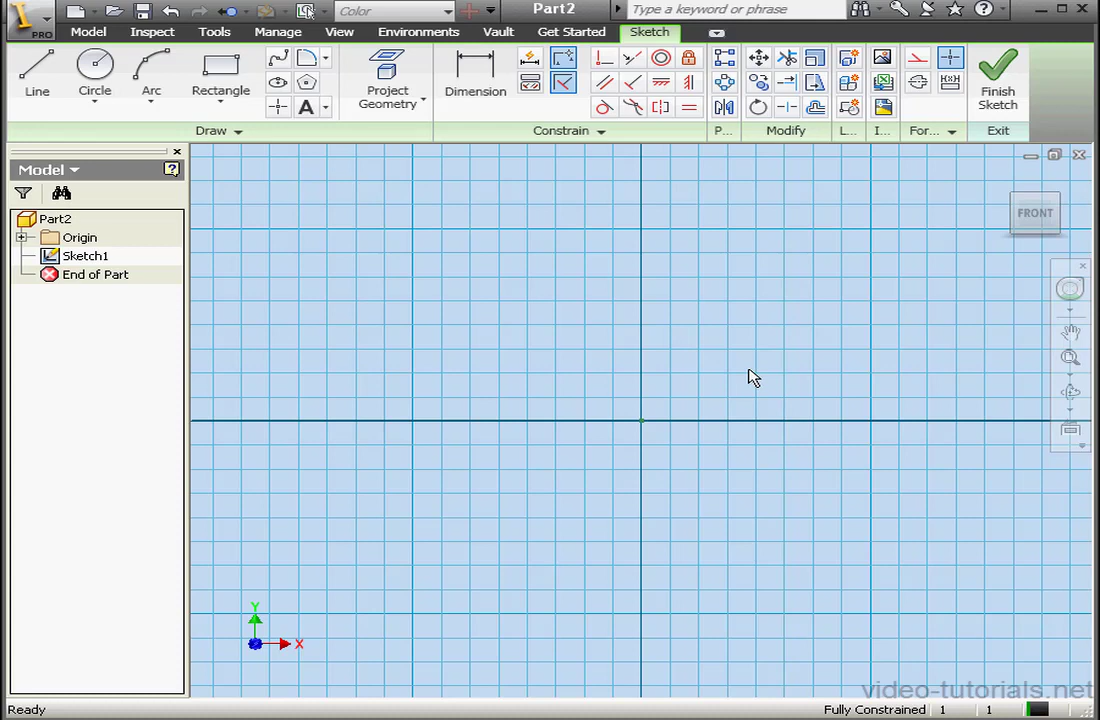 Color
Part2
Type a keyword or phrase
PRO
Model
Inspect
Tools
Manage
View
Environments
Vault
Get Started
Sketch
Line
Circle
Arc
Rectangle
A
Project Geometry
Dimension
Finish Sketch
Draw
Constrain
P...
Modify
L...
I...
For...
Exit
Model
Part2
Origin
Sketch1
End of Part
FRONT
Y
X
video-tutorials.net
Ready
Fully Constrained
1
1